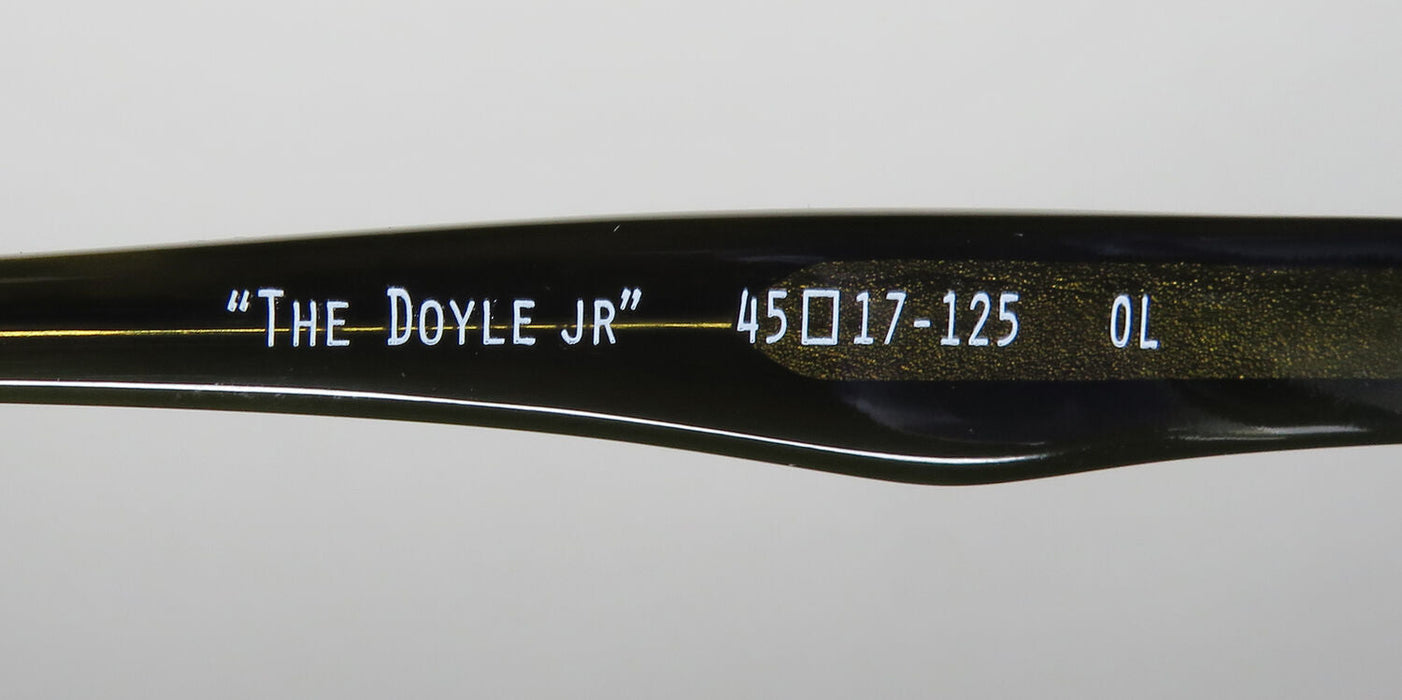 “The Doyle jr” 45□17-125 OL